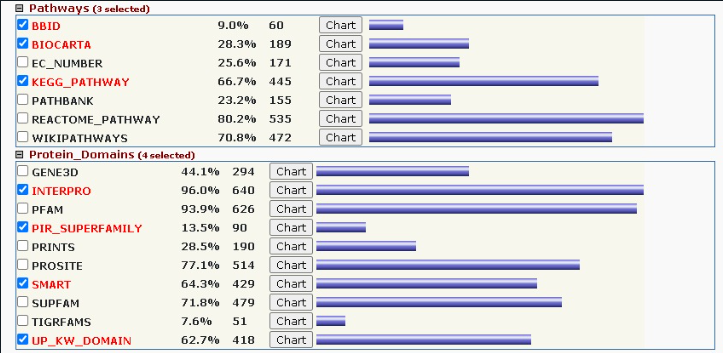 Pathways (3 selected)
BBID 9.0% 60 Chart
BIOCARTA 28.3% 189 Chart
EC_NUMBER 25.6% 171 Chart
KEGG_PATHWAY 66.7% 445 Chart
PATHBANK 23.2% 155 Chart
REACTOME_PATHWAY 80.2% 535 Chart
WIKIPATHWAYS 70.8% 472 Chart
Protein_Domains (4 selected)
GENE3D 44.1% 294 Chart
INTERPRO 96.0% 640 Chart
PFAM 93.9% 626 Chart
PIR_SUPERFAMILY 13.5% 90 Chart
PRINTS 28.5% 190 Chart
PROSITE 77.1% 514 Chart
SMART 64.3% 429 Chart
SUPFAM 71.8% 479 Chart
TIGRFAMS 7.6% 51 Chart
UP_KW_DOMAIN 62.7% 418 Chart